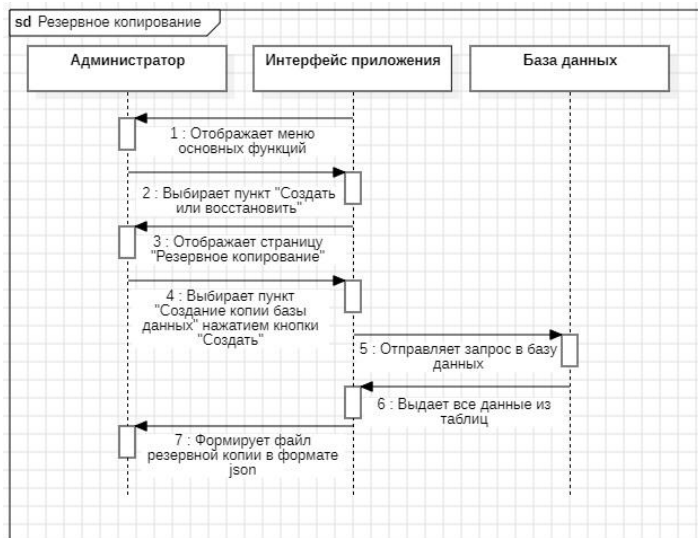 sd Резервное копирование
Администратор
Интерфейс приложения
База данных
1 : Отображает меню
основных функций
2 : Выбирает пункт "Создать
или восстановить"
3 : Отображает страницу
"Резервное копирование"
4 : Выбирает пункт
"Создание копии базы
данных" нажатием кнопки
"Создать"
5 : Отправляет запрос в базу
данных
6 : Выдает все данные из
таблиц
7 : Формирует файл
резервной копии в формате
json